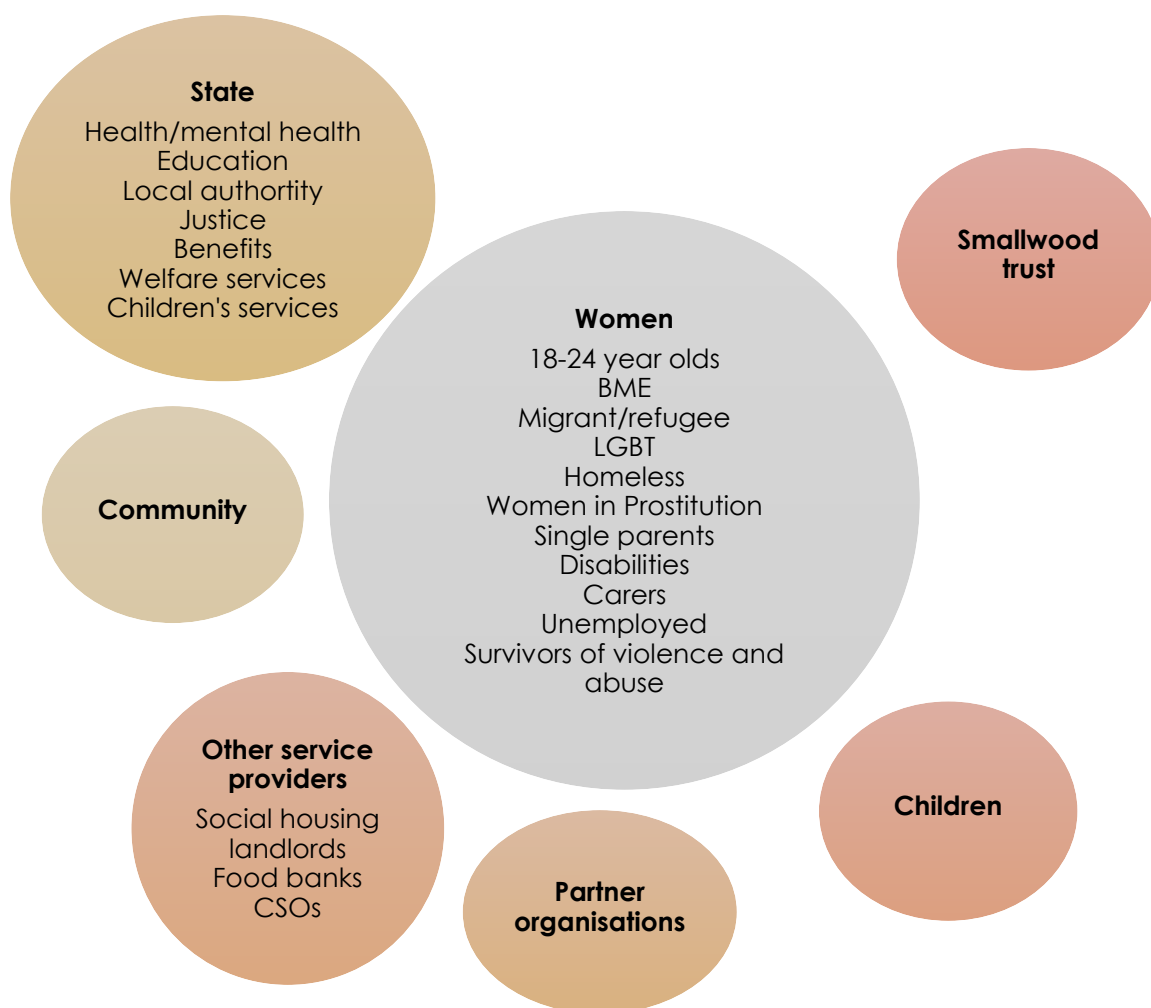 State
Health/mental health
Education
Local authortity
Justice
Benefits
Welfare services
Children's services
Smallwood
trust
Women
18-24 year olds
BME
Migrant/refugee
LGBT
Homeless
Women in Prostitution
Single parents
Disabilities
Carers
Unemployed
Survivors of violence and
abuse
Community
Other service
providers
Social housing
landlords
Food banks
CSOs
Partner
organisations
Children